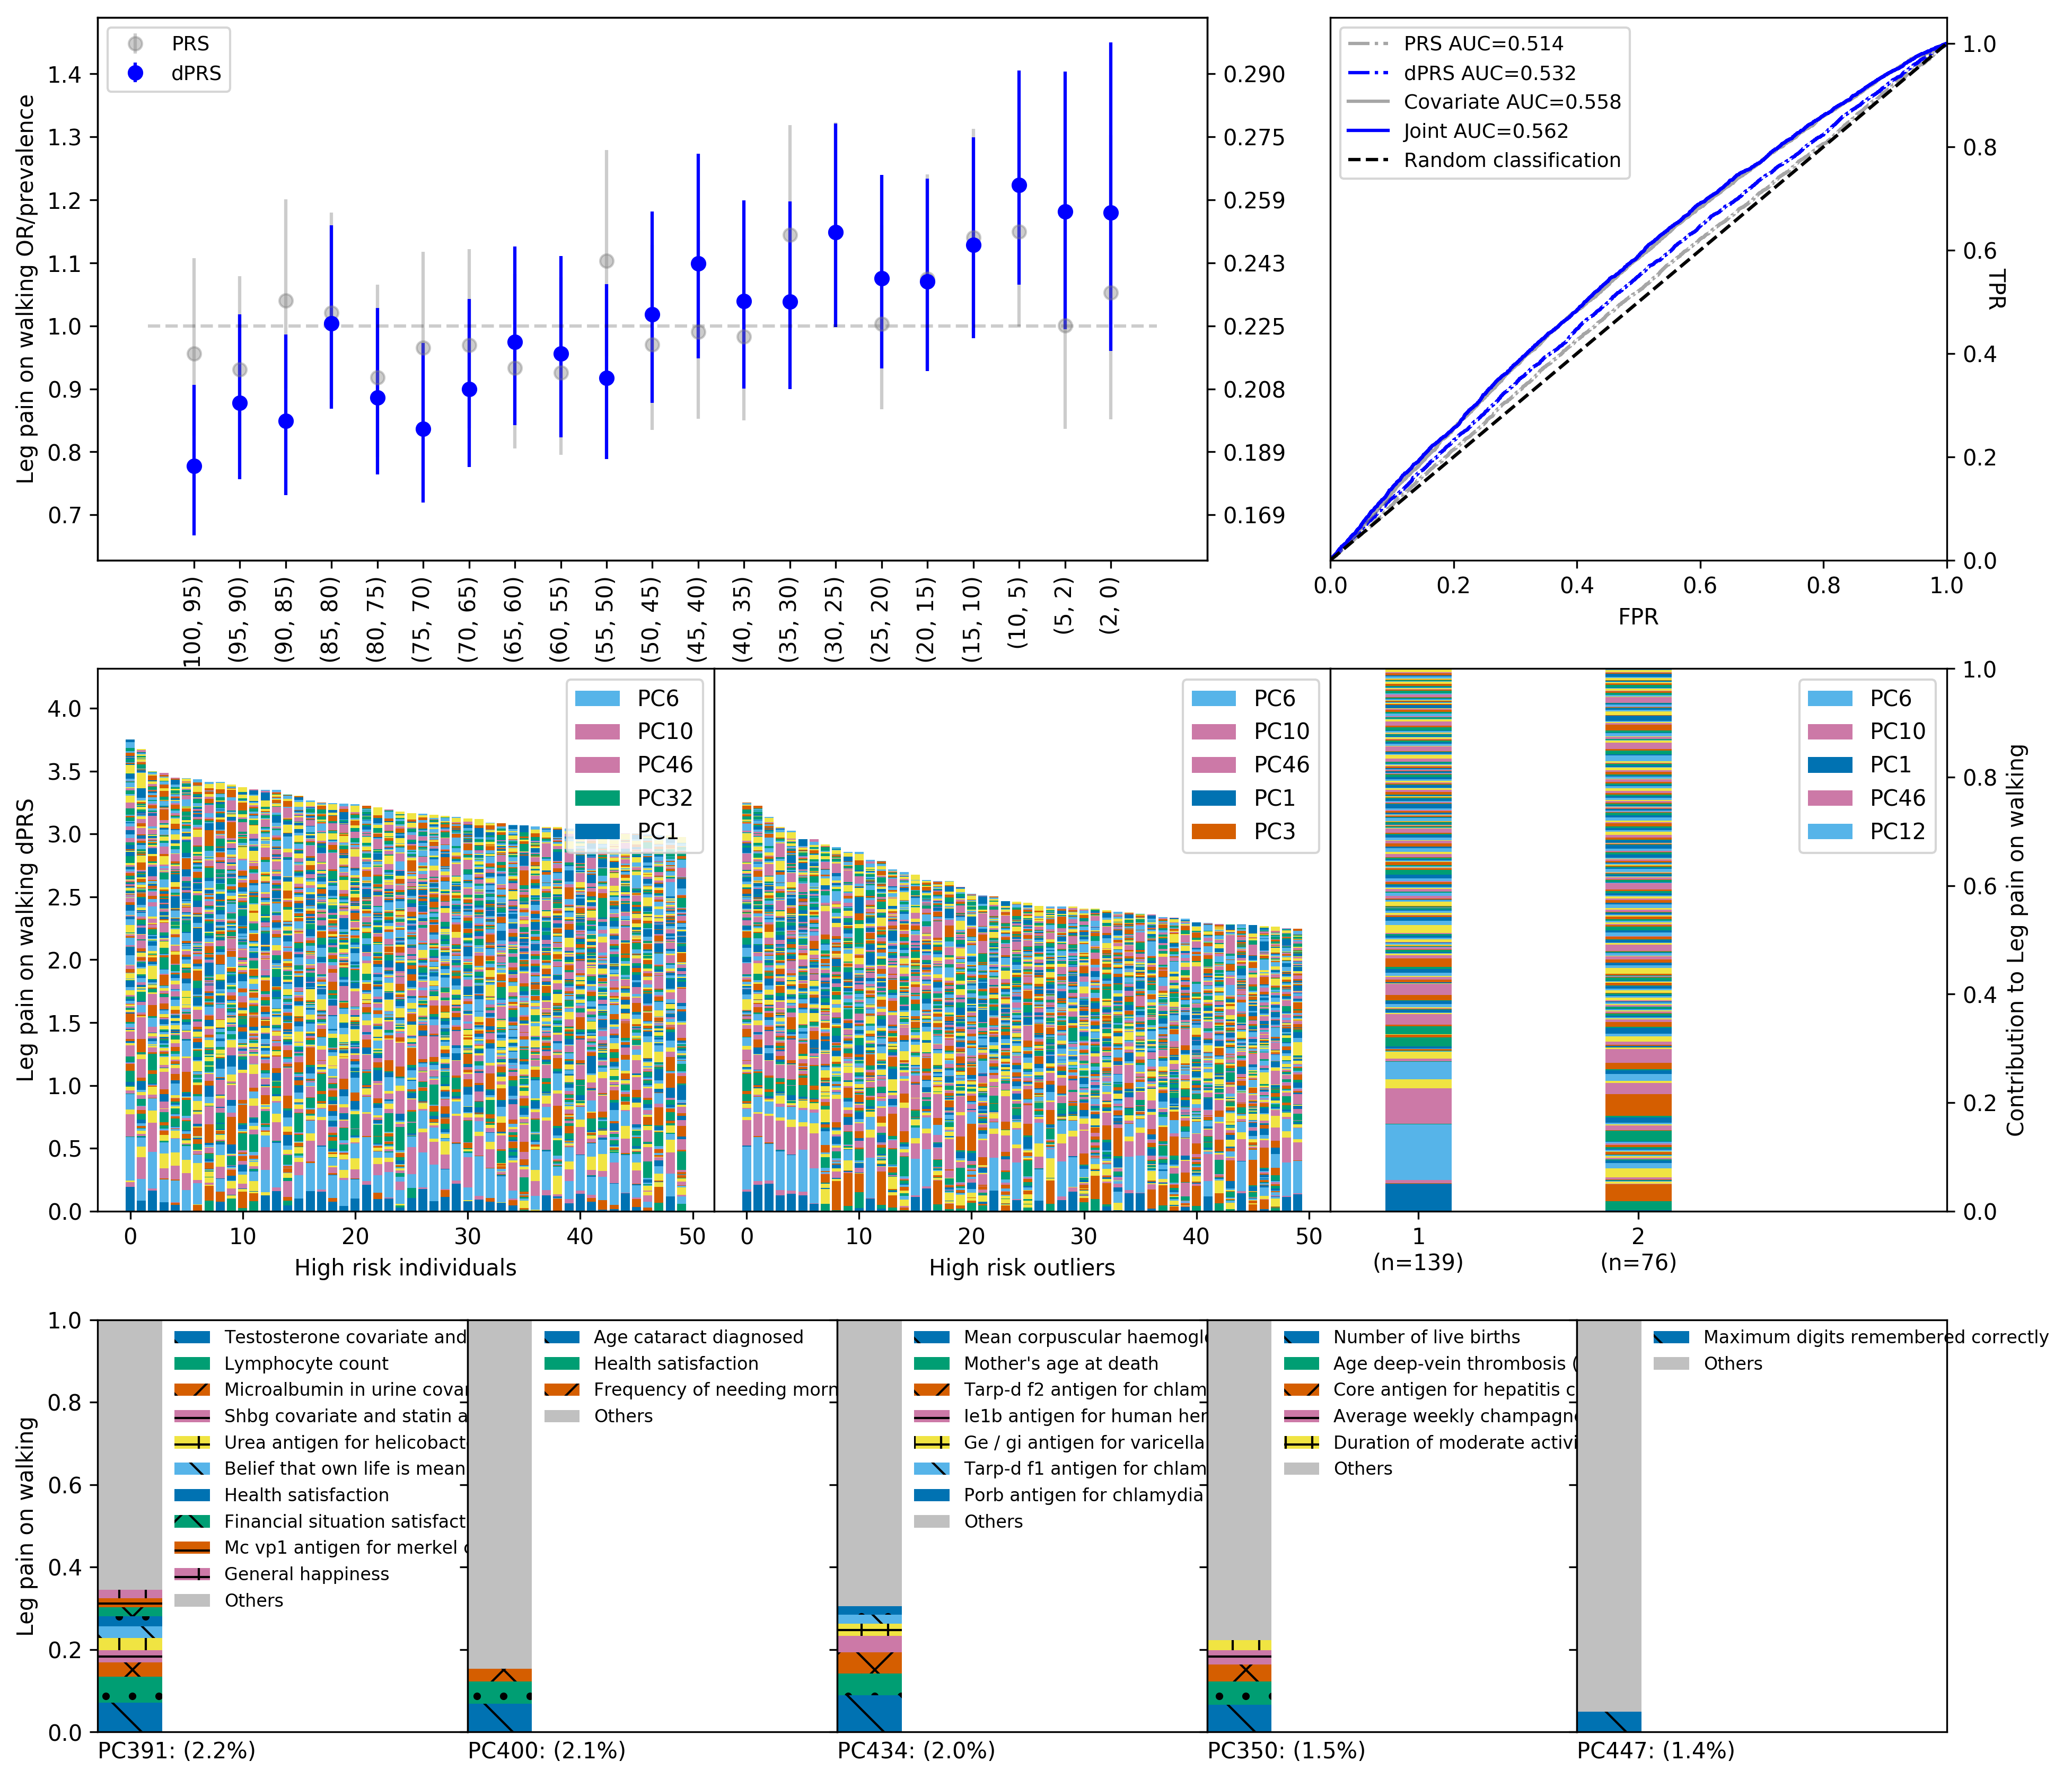 PRS
dPRS
Leg pain on walking OR/prevalence
1.4
1.3
1.2
1.1
1.0
0.9
0.8
0.7
0.290
0.275
0.259
0.243
0.225
0.208
0.189
0.169
100, 95)
(95, 90)
(90, 85)
(85, 80)
(80, 75)
(75, 70)
(70, 65)
(65, 60)
(60, 55)
(55, 50)
(50, 45)
(45, 40)
(40, 35)
(35, 30)
(30, 25)
(25, 20)
(20, 15)
(15, 10)
(10, 5)
(5, 2)
(2, 0)
PRS AUC=0.514
dPRS AUC=0.532
Covariate AUC=0.558
Joint AUC=0.562
Random classification
1.0
0.8
0.6
0.4
0.2
0.0
TPR
0.0
0.2
0.4
0.6
0.8
1.0
FPR
Leg pain on walking dPRS
4.0
3.5
3.0
2.5
2.0
1.5
1.0
0.5
0.0
PC6
PC10
PC46
PC32
PC1
0
10
20
30
40
50
High risk individuals
PC6
PC10
PC46
PC1
PC3
0
10
20
30
40
50
High risk outliers
PC6
PC10
PC1
PC46
PC12
1
(n=139)
2
(n=76)
1.0
0.8
0.6
0.4
0.2
0.0
Contribution to Leg pain on walking
Leg pain on walking
1.0
0.8
0.6
0.4
0.2
0.0
Testosterone covariate and
Lymphocyte count
Microalbumin in urine covar
Shbg covariate and statin a
Urea antigen for helicobact
Belief that own life is mean
Health satisfaction
Financial situation satisfact
Mc vp1 antigen for merkel c
General happiness
Others
PC391: (2.2%)
Age cataract diagnosed
Health satisfaction
Frequency of needing morn
Others
PC400: (2.1%)
Mean corpuscular haemoglo
Mother's age at death
Tarp-d f2 antigen for chlam
Ie1b antigen for human her
Ge / gi antigen for varicella
Tarp-d f1 antigen for chlam
Porb antigen for chlamydia
Others
PC434: (2.0%)
Number of live births
Age deep-vein thrombosis (
Core antigen for hepatitis c
Average weekly champagne
Duration of moderate activi
Others
PC350: (1.5%)
Maximum digits remembered correctly
Others
PC447: (1.4%)